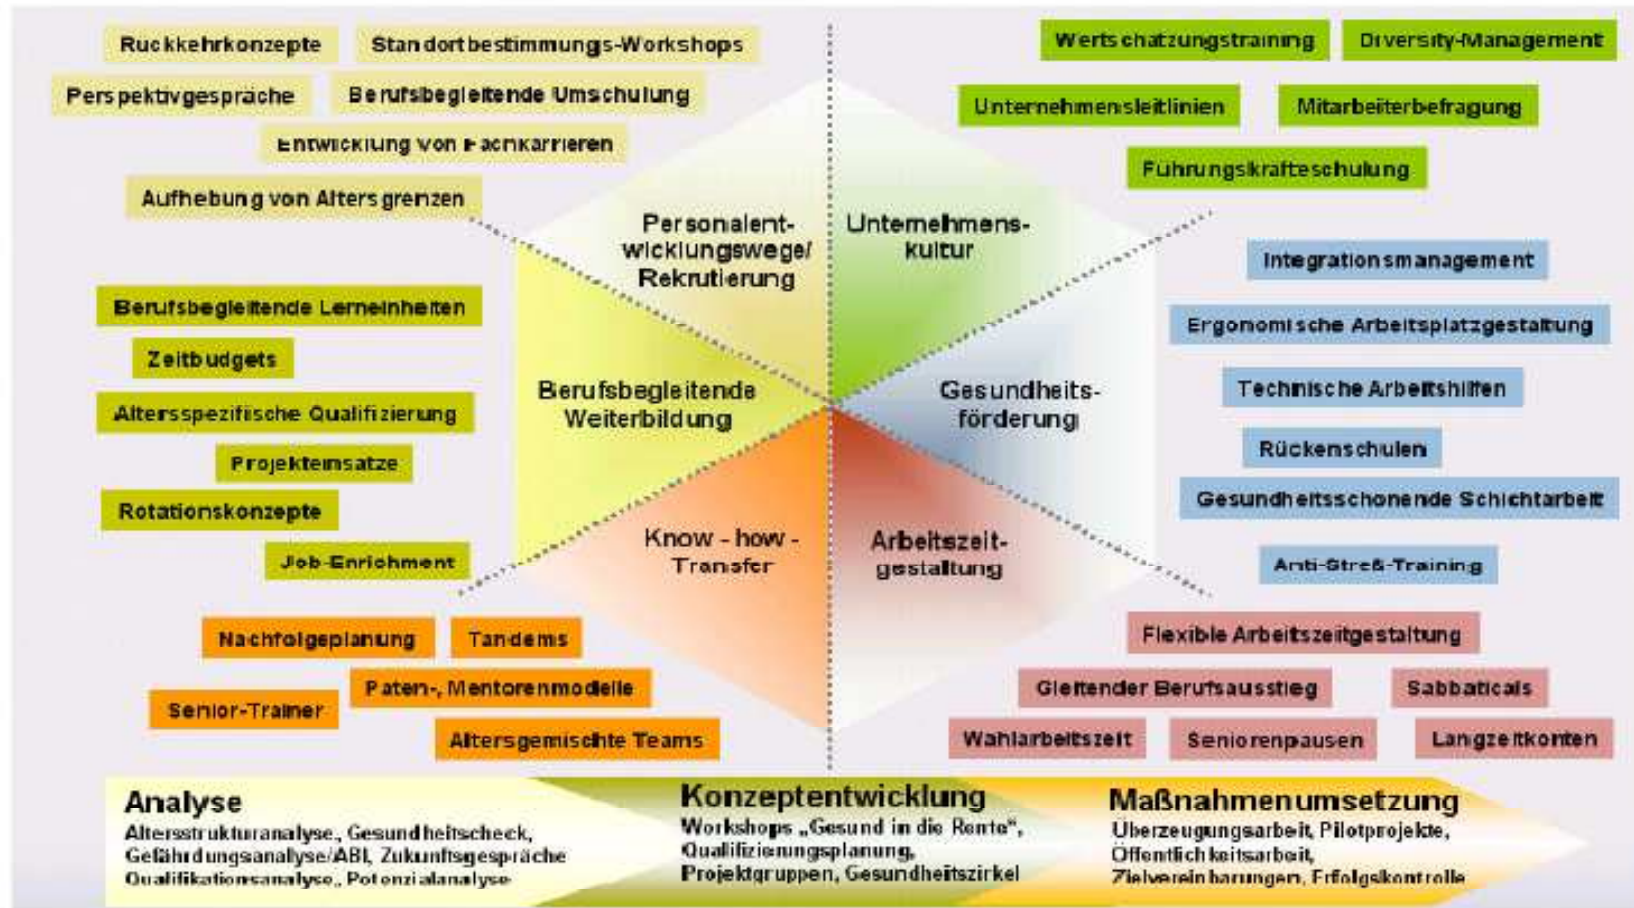 Ruckkehrkonzepte
Standortbestimmungs-Workshops
Perspektivgespräche
Berufsbegleitende Umschulung
Entwicklung von Fachkarrieren
Aufhebung von Altersgrenzen
Wertschatzungstraining
Diversity-Management
Unternehmensleitlinien
Mitarbeiterbefragung
Führungskrafteschulung
Personalent-
wicklungswege/
Rekrutierung
Unternehmens-
kultur
Berufsbegleitende Lerneinheiten
Zeitbudgets
Altersspezifische Qualifizierung
Projekteinsatze
Rotationskonzepte
Job-Enrichment
Berufsbegleitende
Weiterbildung
Gesundheits-
förderung
Integrationsmanagement
Ergonomische Arbeitsplatzgestaltung
Technische Arbeitshilfen
Rückenschulen
Gesundheitsschonende Schichtarbeit
Anti-Streß-Training
Know - how -
Transfer
Arbeitszeit-
gestaltung
Nachfolgeplanung
Tandems
Paten-, Mentorenmodelle
Senior-Trainer
Altersgemischte Teams
Flexible Arbeitszeitgestaltung
Gleitender Berufsausstieg
Sabbaticals
Wahlarbeitszeit
Seniorenpausen
Langzeitkonten
Analyse
Altersstrukturanalyse, Gesundheitscheck,
Gefährdungsanalyse/ABI, Zukunftsgespräche
Qualifikationsanalyse, Potenzialanalyse
Konzeptentwicklung
Workshops „Gesund in die Rente“,
Qualifizierungsplanung,
Projektgruppen, Gesundheitszirkel
Maßnahmenumsetzung
Überzeugungsarbeit, Pilotprojekte,
Öffentlichkeitsarbeit,
Zielvereinbarungen, Erfolgskontrolle